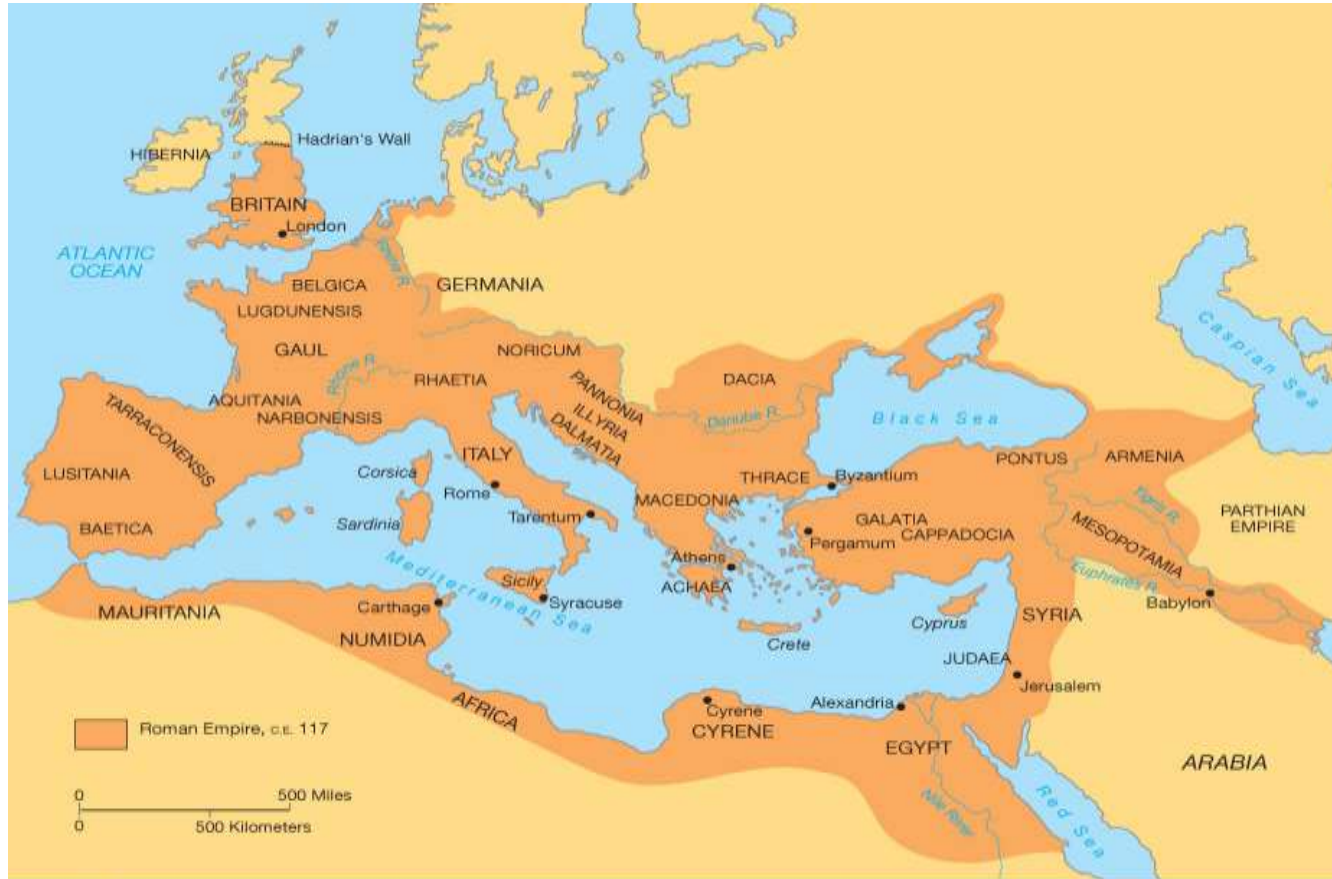 HIBERNIA
Hadrian's Wall
BRITAIN
London
ATLANTIC
OCEAN
Rhine R.
BELGICA
GERMANIA
LUGDUNENSIS
GAUL
NORICUM
Rhone R.
RHAETIA
AQUITANIA
NARBONENSIS
PANNONIA
ILLYRIA
DALMATIA
DACIA
Danube R.
Black Sea
Caspian Sea
TARRACONENSIS
LUSITANIA
BAETICA
Corsica
ITALY
Rome
Sardinia
Tarentum
MACEDONIA
THRACE
Byzantium
PONTUS
ARMENIA
Tigris R.
PARTHIAN
EMPIRE
GALATIA
CAPPADOCIA
Pergamum
MESOPOTAMIA
Athens
ACHAEA
Euphrates R.
Babylon
Mediterranean Sea
Sicily
Syracuse
MAURITANIA
Carthage
NUMIDIA
Crete
Cyprus
SYRIA
JUDAEA
Jerusalem
Alexandria
AFRICA
Cyrene
CYRENE
EGYPT
Nile River
Red Sea
ARABIA
Roman Empire, C.E. 117
0 500 Miles
0 500 Kilometers